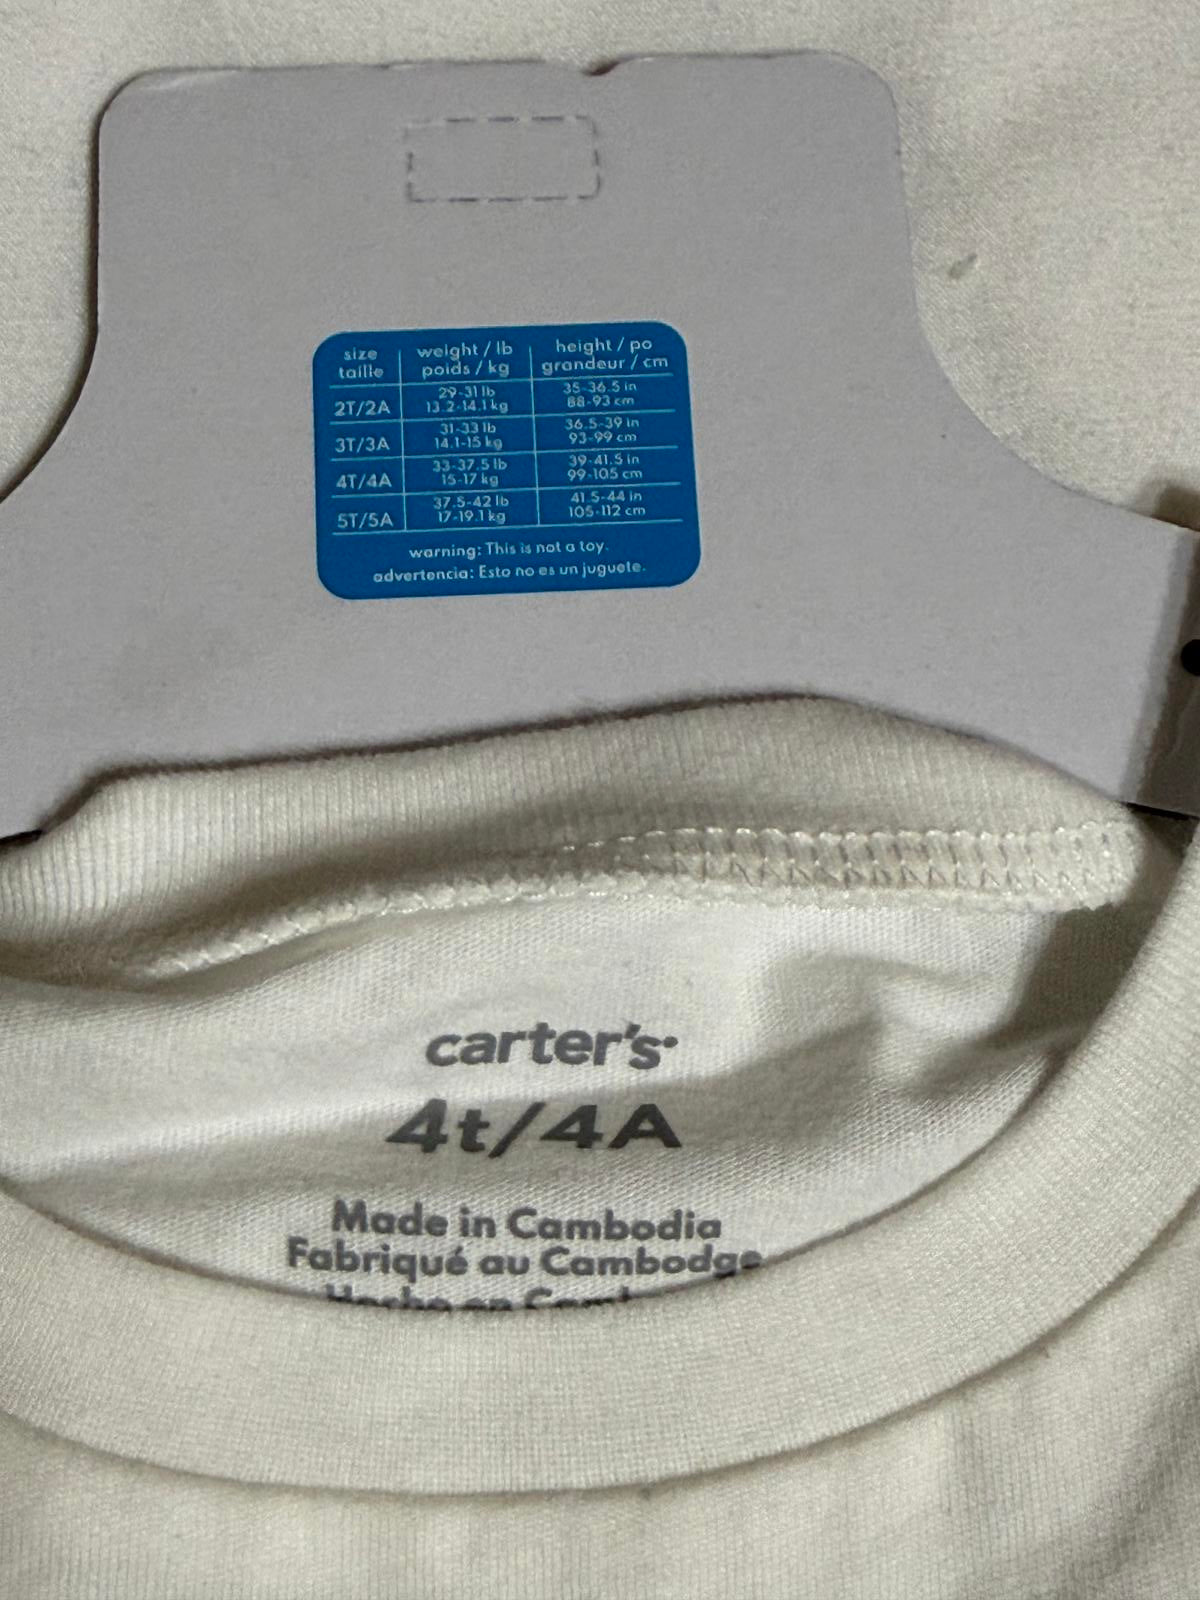 size weight / lb height / po
taille poids / kg grandeur / cm
2T/2A 29-31 lb 35-36.5 in
13.2-14.1 kg 88-93 cm
3T/3A 31-33 lb 36.5-39 in
14.1-15 kg 93-99 cm
4T/4A 33-37.5 lb 39-41.5 in
15-17 kg 99-105 cm
5T/5A 37.5-42 lb 41.5-44 in
17-19.1 kg 105-112 cm
warning: This is not a toy.
advertencia: Esto no es un juguete.
carter's
4t/4A
Made in Cambodia
Fabriqué au Cambodge